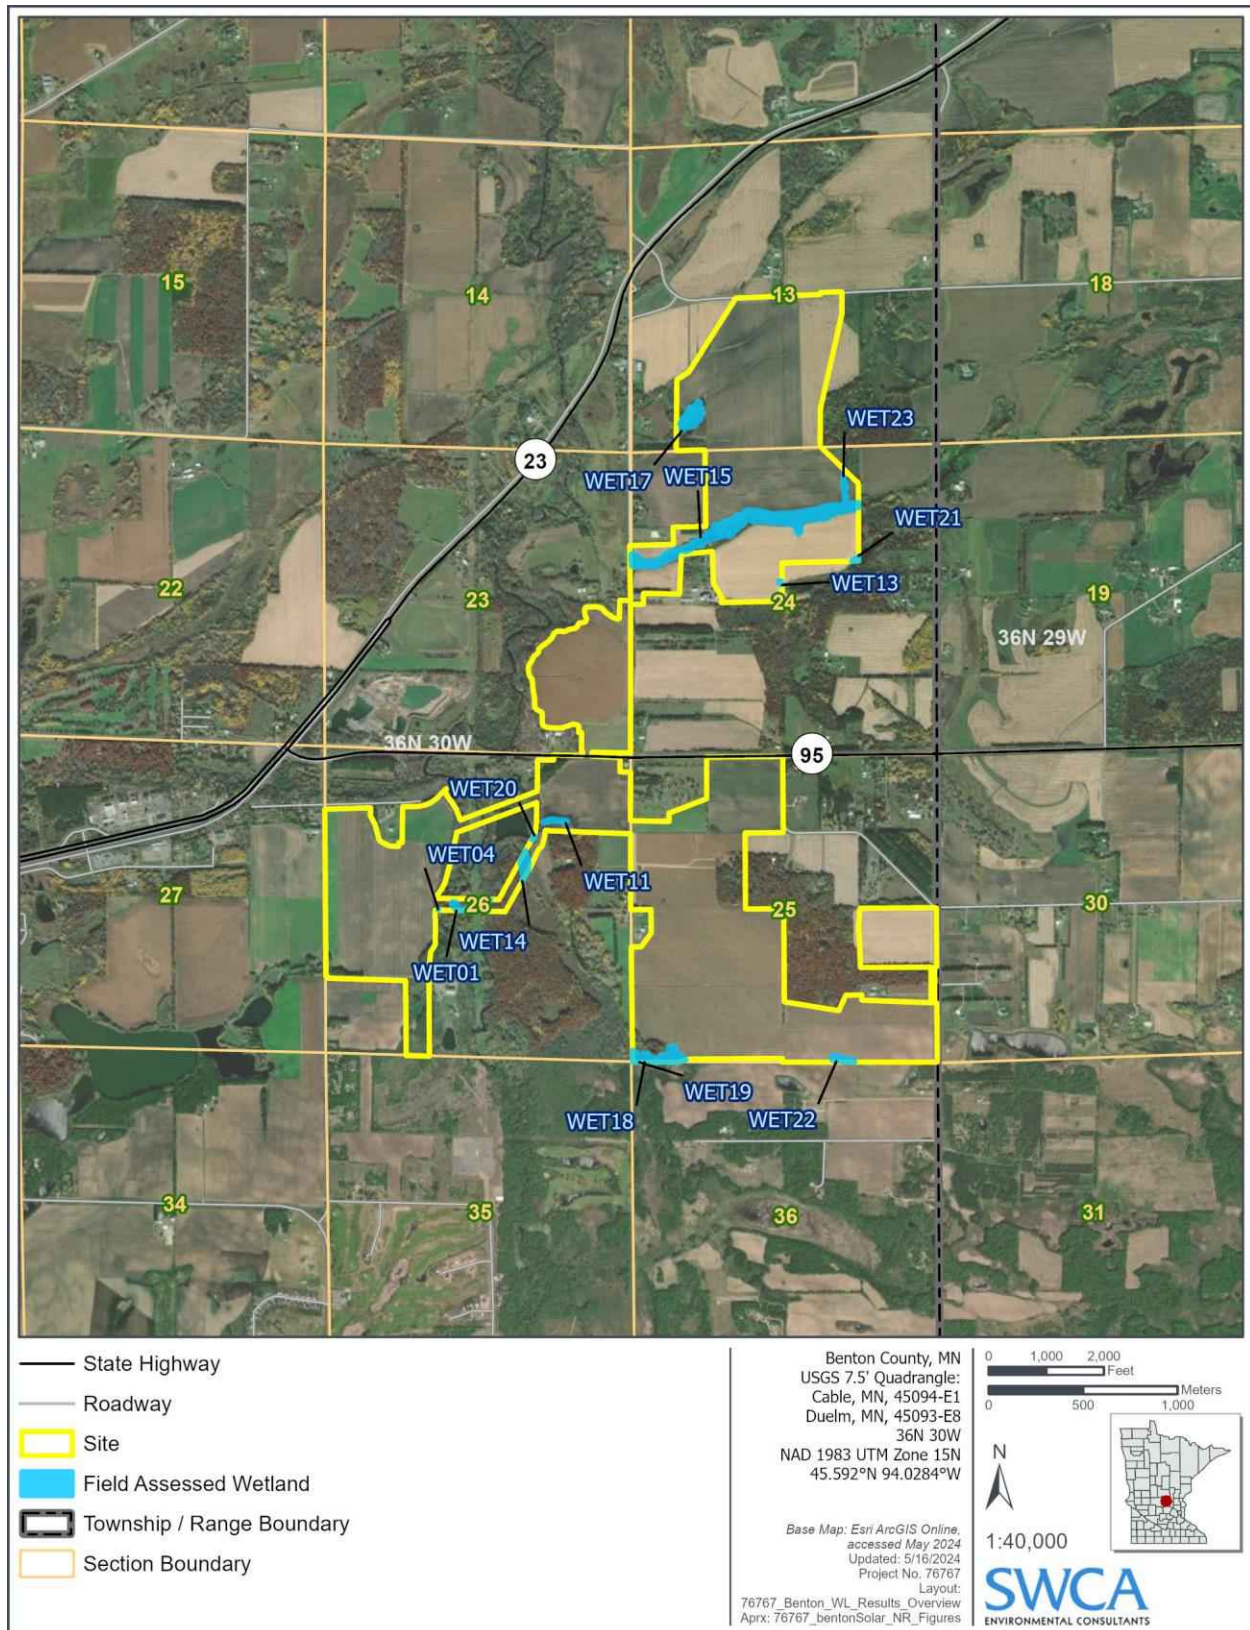 15
14
13
18
WET23
23
WET17
WET15
WET21
WET13
22
23
24
19
36N 29W
36N 30W
95
WET20
WET04
WET11
27
26
25
30
WET14
WET01
WET19
WET18
WET22
34
35
36
31
State Highway
Roadway
Site
Field Assessed Wetland
Township / Range Boundary
Section Boundary
Benton County, MN
USGS 7.5' Quadrangle:
Cable, MN, 45094-E1
Duelm, MN, 45093-E8
36N 30W
NAD 1983 UTM Zone 15N
45.592°N 94.0284°W
Base Map: Esri ArcGIS Online,
accessed May 2024
Updated: 5/16/2024
Project No. 76767
Layout:
76767_Benton_WL_Results_Overview
Aprx: 76767_bentonSolar_NR_Figures
0 1,000 2,000
Feet
Meters
0 500 1,000
N
1:40,000
SWCA
ENVIRONMENTAL CONSULTANTS